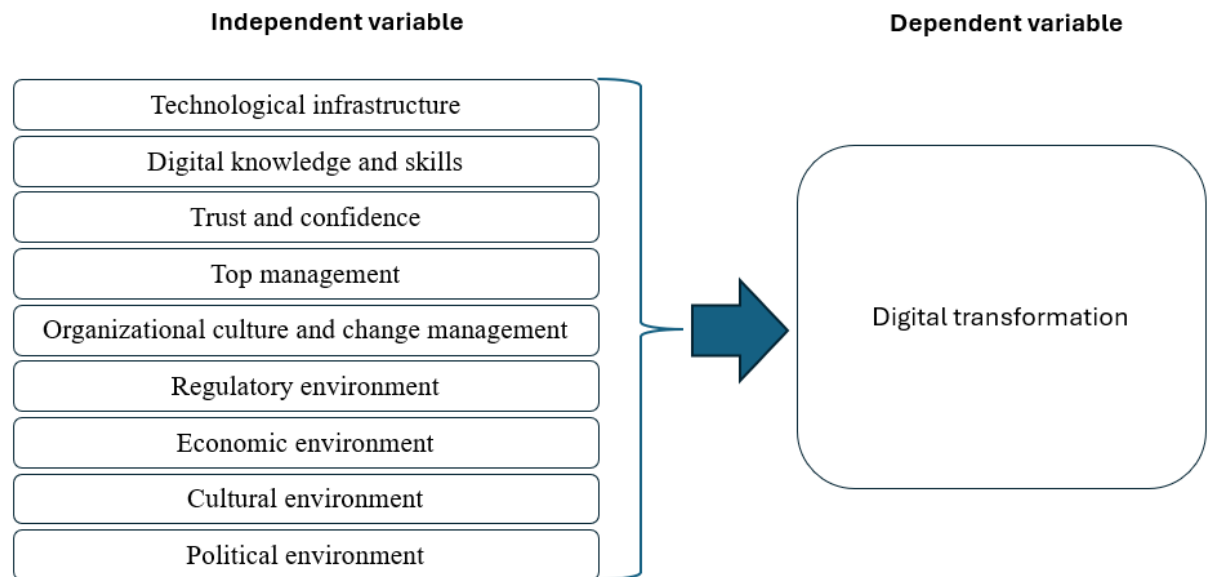 Independent variable
Dependent variable
Technological infrastructure
Digital knowledge and skills
Trust and confidence
Top management
Organizational culture and change management
Regulatory environment
Economic environment
Cultural environment
Political environment
Digital transformation